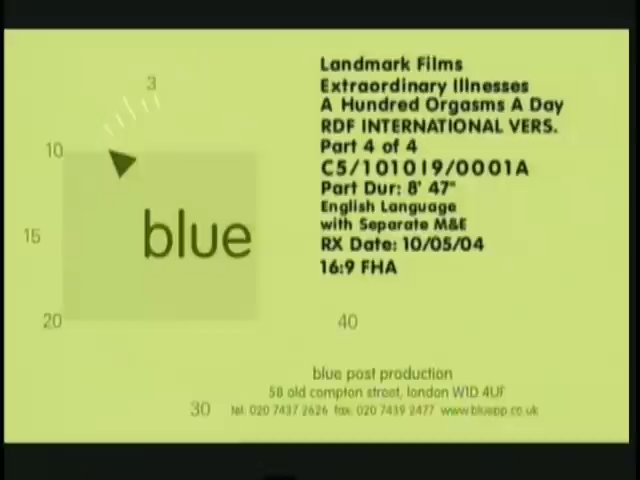 3
10
15
20
30
40
blue
Landmark Films
Extraordinary Illnesses
A Hundred Orgasms A Day
RDF INTERNATIONAL VERS.
Part 4 of 4
C5/101019/0001A
Part Dur: 8' 47"
English Language
with Separate M&E
RX Date: 10/05/04
16:9 FHA
blue post production
58 old compton street, london W1D 4UF
tel. 020 7437 2626 fax. 020 7439 2477 www.bluepp.co.uk